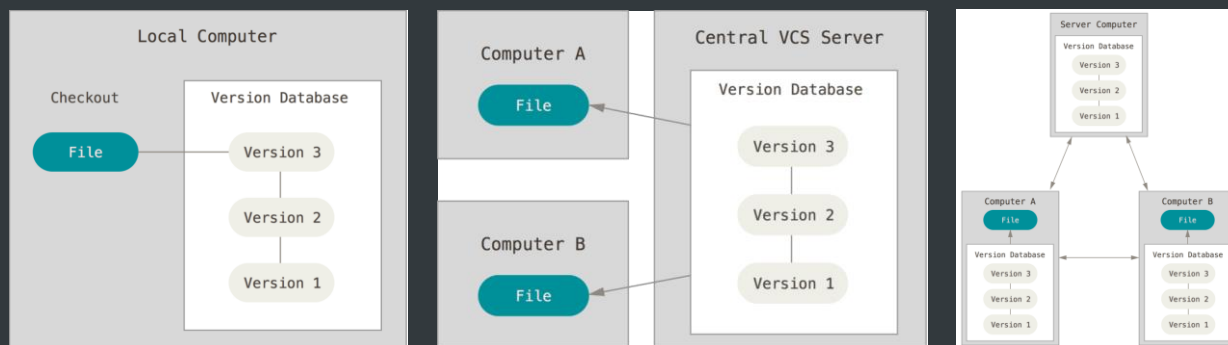 Local Computer
Checkout
Version Database
File
Version 3
Version 2
Version 1
Computer A
File
Computer B
File
Central VCS Server
Version Database
Version 3
Version 2
Version 1
Server Computer
Version Database
Version 3
Version 2
Version 1
Computer A
File
Version Database
Version 3
Version 2
Version 1
Computer B
File
Version Database
Version 3
Version 2
Version 1